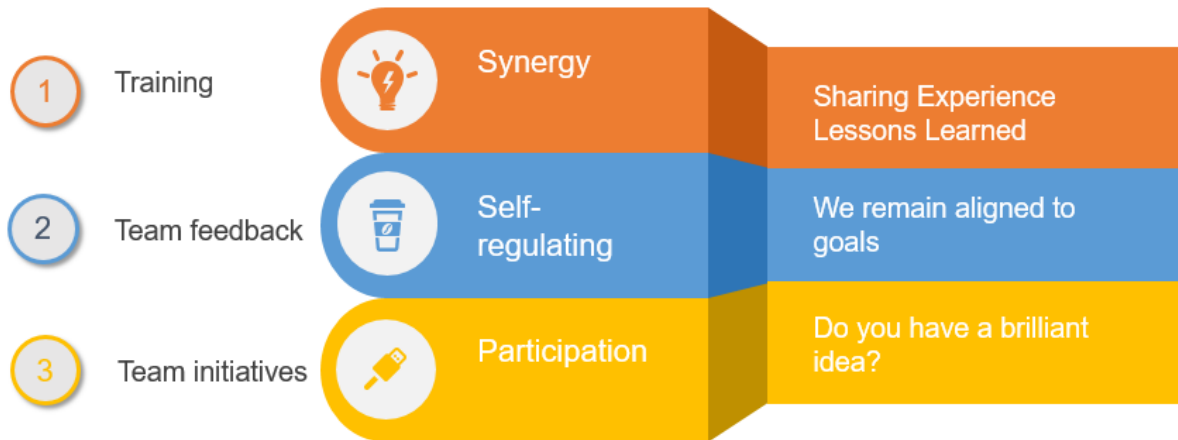 1
Training
Synergy
Sharing Experience
Lessons Learned
2
Team feedback
Self-
regulating
We remain aligned to
goals
3
Team initiatives
Participation
Do you have a brilliant
idea?